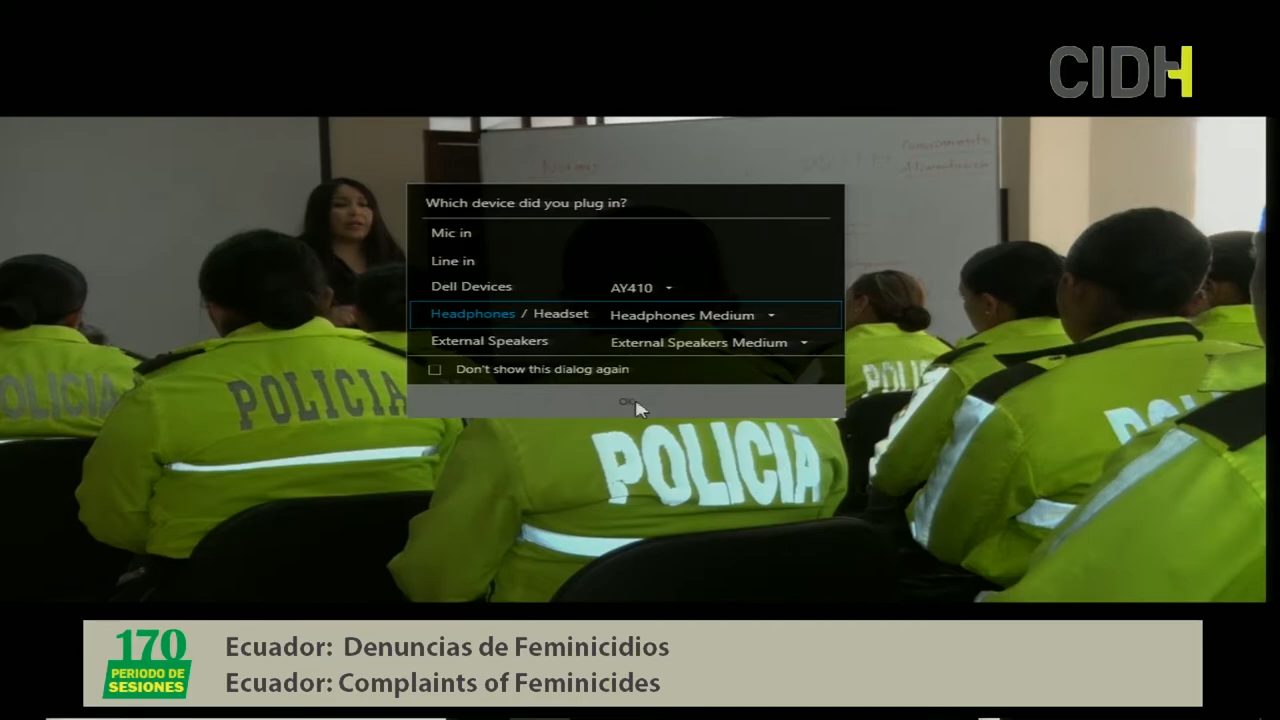 CIDH
Which device did you plug in?
Mic in
Line in
Dell Devices AY410
Headphones / Headset Headphones Medium
External Speakers External Speakers Medium
Don't show this dialog again
OK
OLICIA
POLICIA
POLICIA
170
PERIODO DE
SESIONES
Ecuador: Denuncias de Feminicidios
Ecuador: Complaints of Feminicides